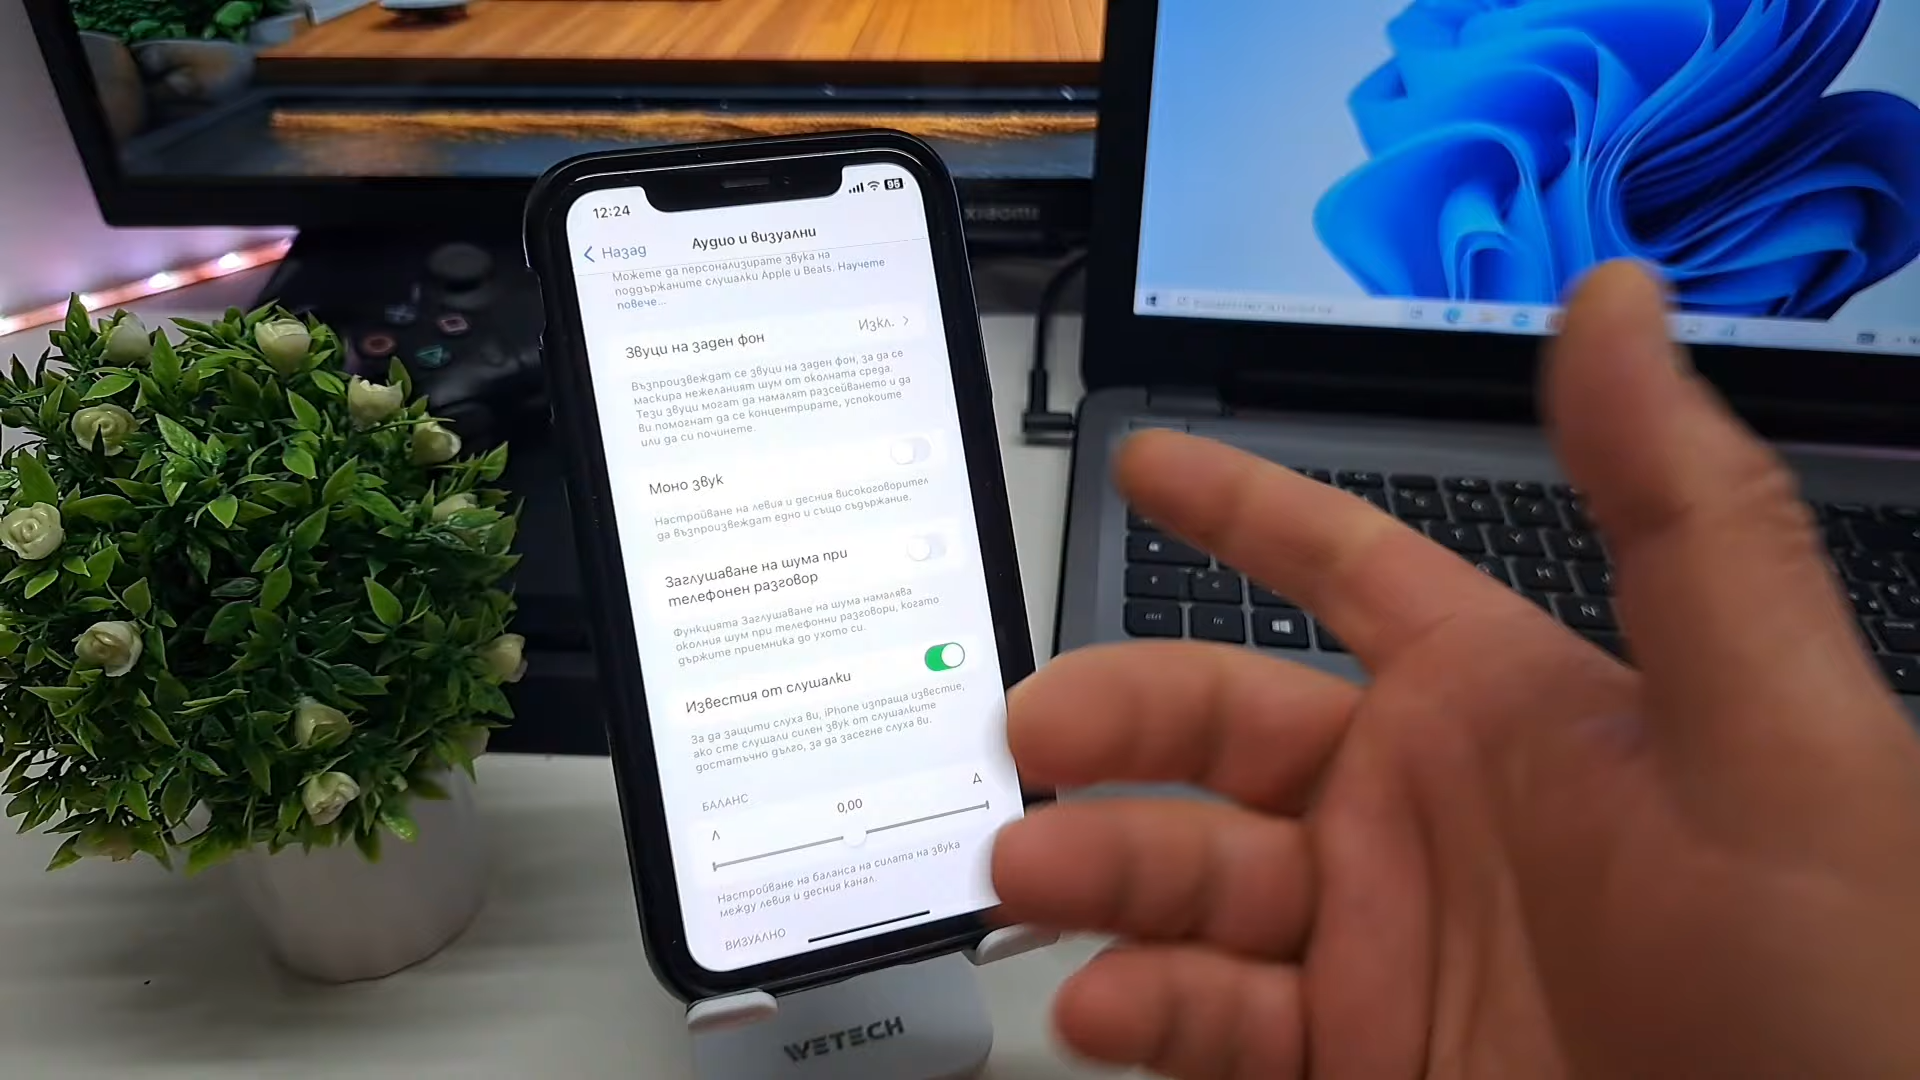 xiaomi
12:24
96
Назад
Аудио и визуални
Можете да персонализирате звука на
поддържаните слушалки Apple и Beats. Научете
повече...
Звуци на заден фон
Изкл.
Възпроизвеждат се звуци на заден фон, за да се
маскира нежеланият шум от околната среда.
Тези звуци могат да намалят разсейването и да
Ви помогнат да се концентрирате, успокоите
или да си починете.
Моно звук
Настройване на левия и десния високоговорител
да възпроизвеждат едно и също съдържание.
Заглушаване на шума при
телефонен разговор
Функцията Заглушаване на шума намалява
околния шум при телефонни разговори, когато
държите приемника до ухото си.
Известия от слушалки
За да защити слуха ви, iPhone изпраща известие,
ако сте слушали силен звук от слушалките
достатъчно дълго, за да засегне слуха ви.
БАЛАНС
Л
0,00
Д
Настройване на баланса на силата на звука
между левия и десния канал.
ВИЗУАЛНО
WETECH